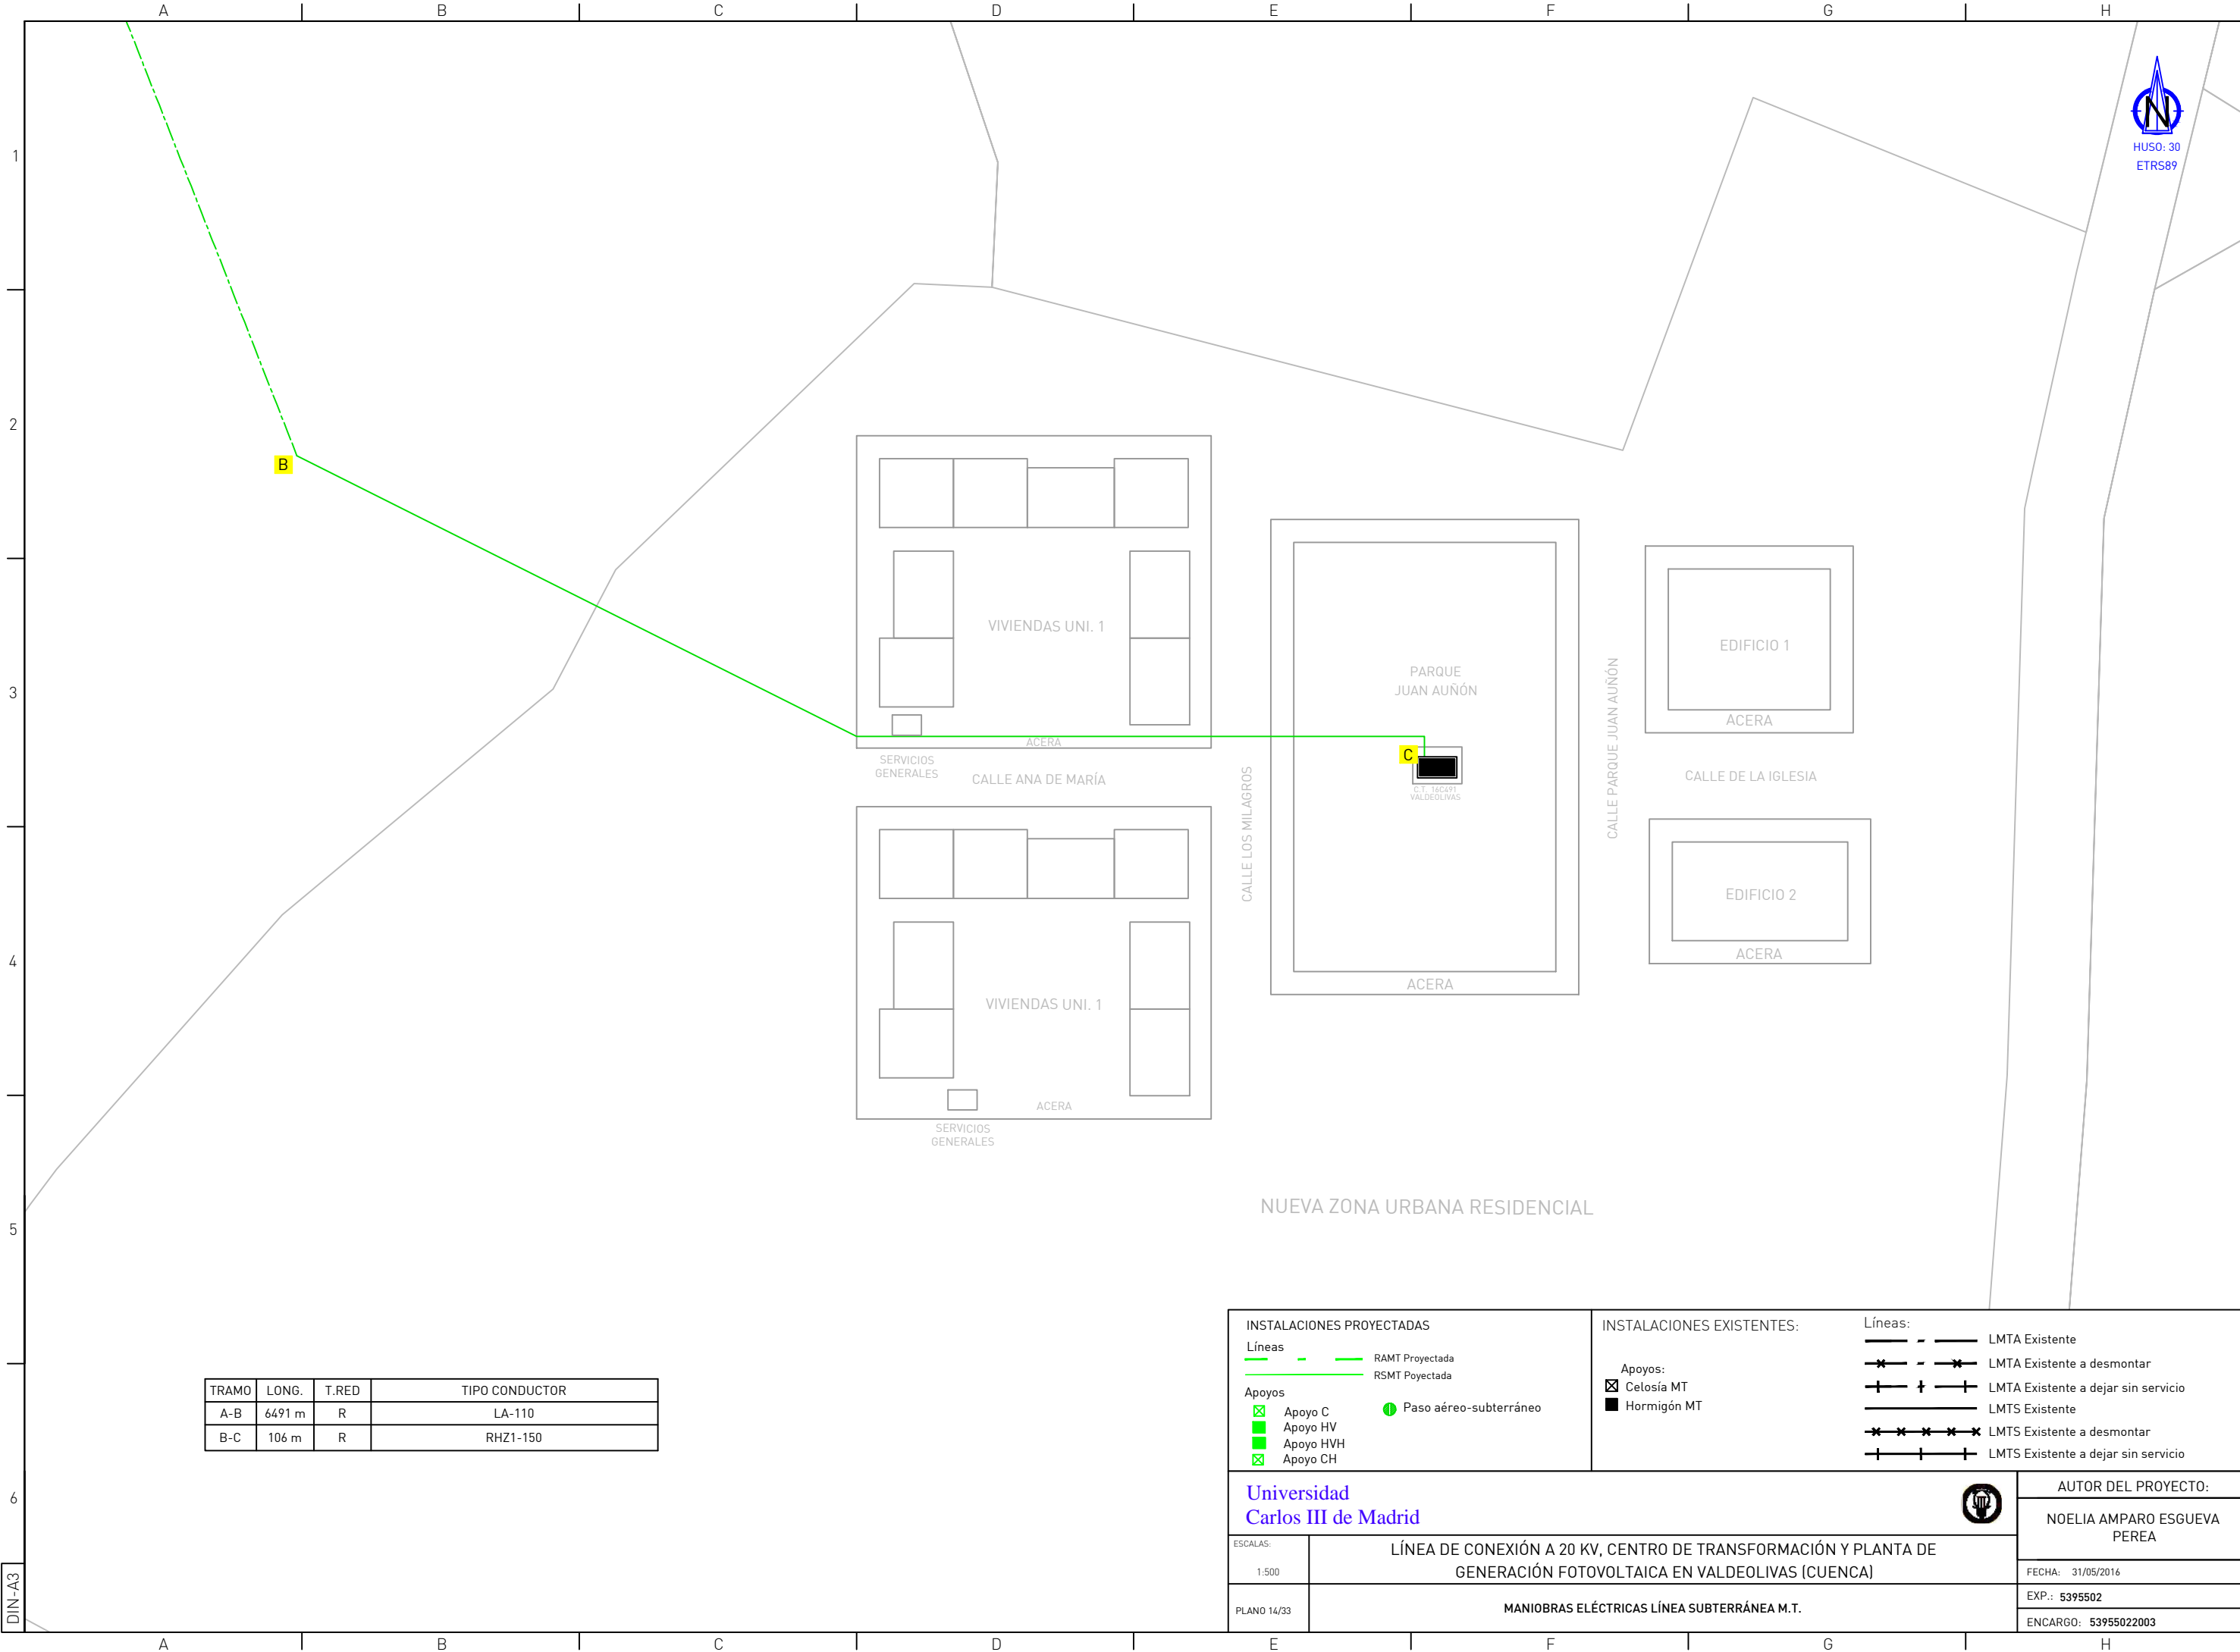 A B C D E F G H
1
2
3
4
5
6
N
HUSO: 30
ETRS89
B
VIVIENDAS UNI. 1
ACERA
SERVICIOS
GENERALES
CALLE ANA DE MARÍA
CALLE LOS MILAGROS
PARQUE
JUAN AUÑÓN
C
C.T. 16C491
VALDEOLIVAS
ACERA
CALLE PARQUE JUAN AUÑÓN
EDIFICIO 1
ACERA
CALLE DE LA IGLESIA
EDIFICIO 2
ACERA
VIVIENDAS UNI. 1
ACERA
SERVICIOS
GENERALES
NUEVA ZONA URBANA RESIDENCIAL
TRAMO LONG. T.RED TIPO CONDUCTOR
A-B 6491 m R LA-110
B-C 106 m R RHZ1-150
INSTALACIONES PROYECTADAS
Líneas
RAMT Proyectada
RSMT Poyectada
Apoyos
Apoyo C
Apoyo HV
Apoyo HVH
Apoyo CH
Paso aéreo-subterráneo
INSTALACIONES EXISTENTES:
Apoyos:
Celosía MT
Hormigón MT
Líneas:
LMTA Existente
LMTA Existente a desmontar
LMTA Existente a dejar sin servicio
LMTS Existente
LMTS Existente a desmontar
LMTS Existente a dejar sin servicio
Universidad
Carlos III de Madrid
AUTOR DEL PROYECTO:
NOELIA AMPARO ESGUEVA
PEREA
ESCALAS:
1:500
LÍNEA DE CONEXIÓN A 20 KV, CENTRO DE TRANSFORMACIÓN Y PLANTA DE
GENERACIÓN FOTOVOLTAICA EN VALDEOLIVAS (CUENCA)
FECHA: 31/05/2016
PLANO 14/33
MANIOBRAS ELÉCTRICAS LÍNEA SUBTERRÁNEA M.T.
EXP.: 5395502
ENCARGO: 53955022003
DIN-A3
A B C D E F G H